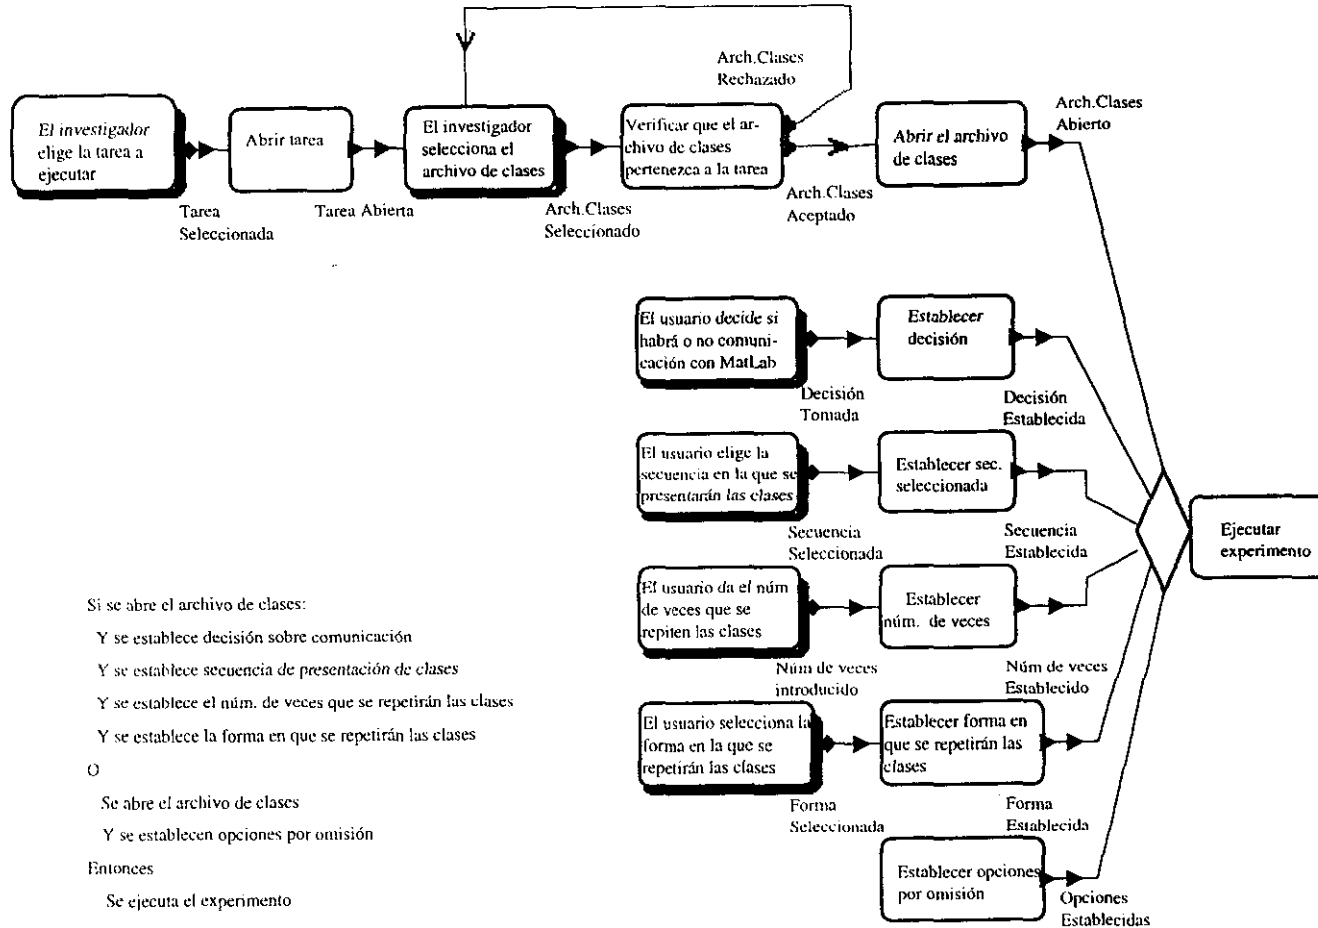 Arch.Clases
Rechazado
El investigador
elige la tarea a
ejecutar
Abrir tarea
El investigador
selecciona el
archivo de clases
Verificar que el ar-
chivo de clases
pertenezca a la tarea
Abrir el archivo
de clases
Arch.Clases
Abierto
Tarea
Seleccionada
Tarea Abierta
Arch.Clases
Seleccionado
Arch.Clases
Aceptado
El usuario decide si
habrá o no comuni-
cación con MatLab
Establecer
decisión
Decisión
Tomada
Decisión
Establecida
El usuario elige la
secuencia en la que se
presentarán las clases
Establecer sec.
seleccionada
Secuencia
Seleccionada
Secuencia
Establecida
Ejecutar
experimento
El usuario da el núm
de veces que se
repiten las clases
Establecer
núm. de veces
Núm de veces
introducido
Núm de veces
Establecido
El usuario selecciona la
forma en la que se
repetirán las clases
Establecer forma en
que se repetirán las
clases
Forma
Seleccionada
Forma
Establecida
Establecer opciones
por omisión
Opciones
Establecidas
Si se abre el archivo de clases:
Y se establece decisión sobre comunicación
Y se establece secuencia de presentación de clases
Y se establece el núm. de veces que se repetirán las clases
Y se establece la forma en que se repetirán las clases
O
Se abre el archivo de clases
Y se establecen opciones por omisión
Entonces
Se ejecuta el experimento